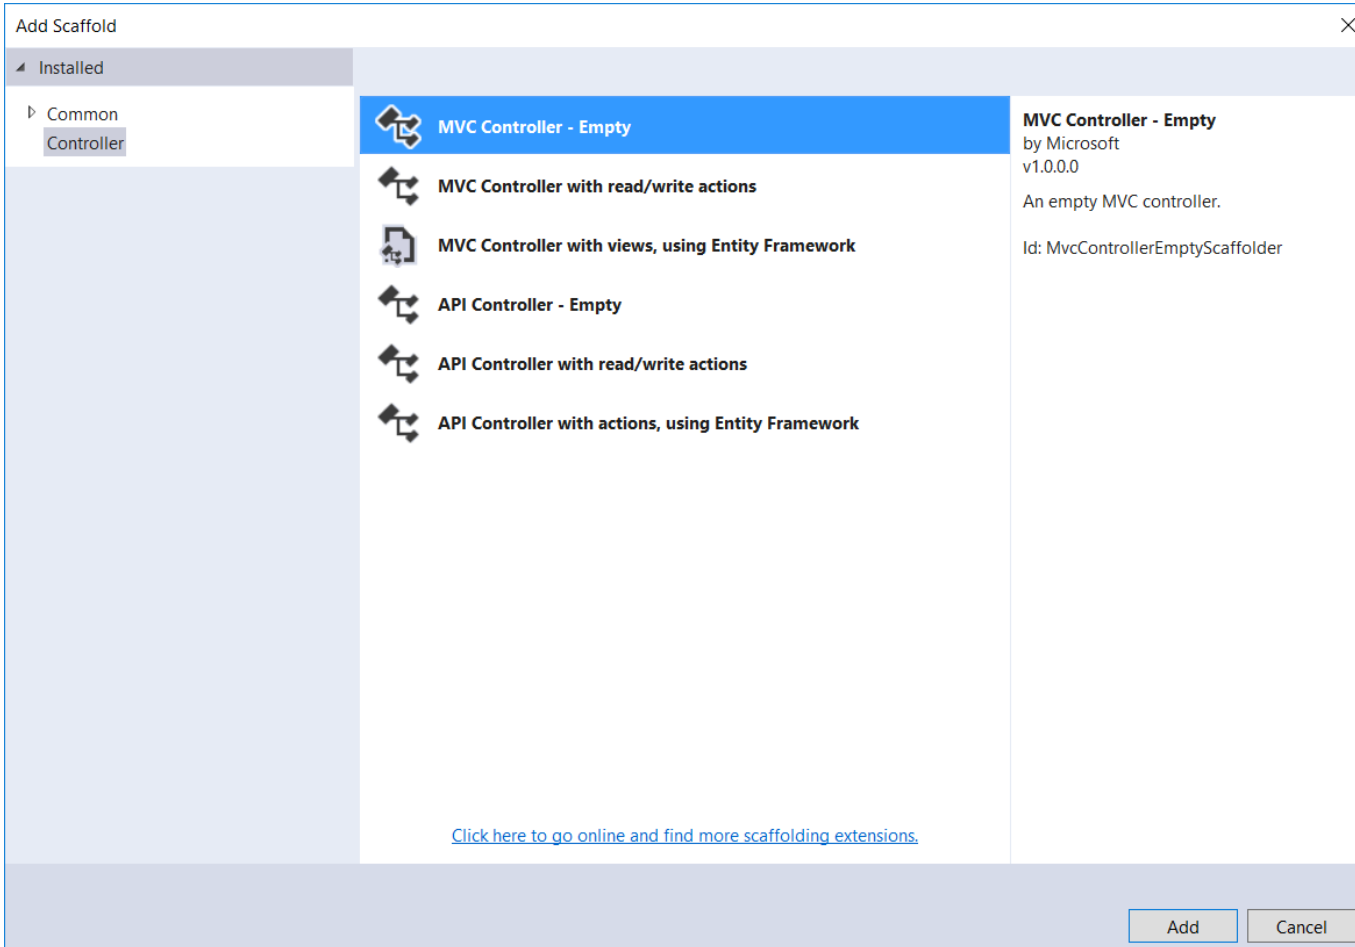 Add Scaffold
Installed
Common
Controller
MVC Controller - Empty
MVC Controller with read/write actions
MVC Controller with views, using Entity Framework
API Controller - Empty
API Controller with read/write actions
API Controller with actions, using Entity Framework
Click here to go online and find more scaffolding extensions.
MVC Controller - Empty
by Microsoft
v1.0.0.0
An empty MVC controller.
Id: MvcControllerEmptyScaffolder
Add
Cancel